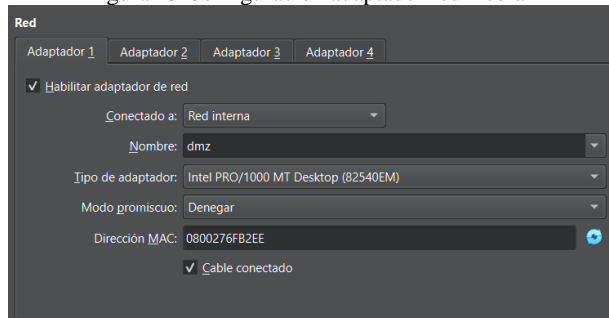 Red
Adaptador 1 Adaptador 2 Adaptador 3 Adaptador 4
Habilitar adaptador de red
Conectado a: Red interna
Nombre: dmz
Tipo de adaptador: Intel PRO/1000 MT Desktop (82540EM)
Modo promiscuo: Denegar
Dirección MAC: 0800276FB2EE
Cable conectado